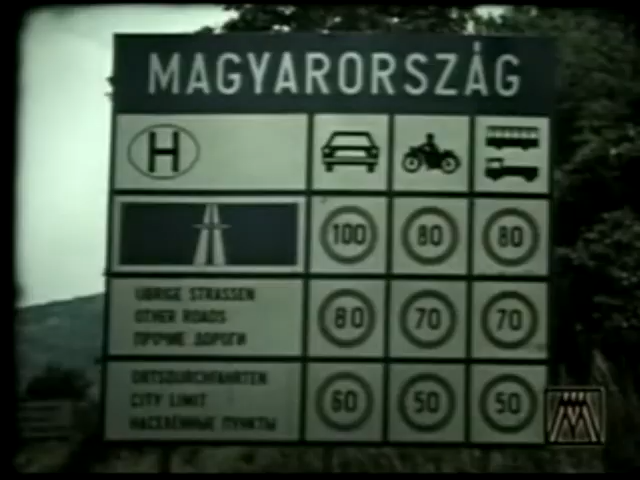 MAGYARORSZÁG
H
100 80 80
ÜBRIGE STRASSEN
OTHER ROADS
ПРОЧИЕ ДОРОГИ
80 70 70
ORTSDURCHFAHRTEN
CITY LIMIT
НАСЕЛЁННЫЕ ПУНКТЫ
60 50 50